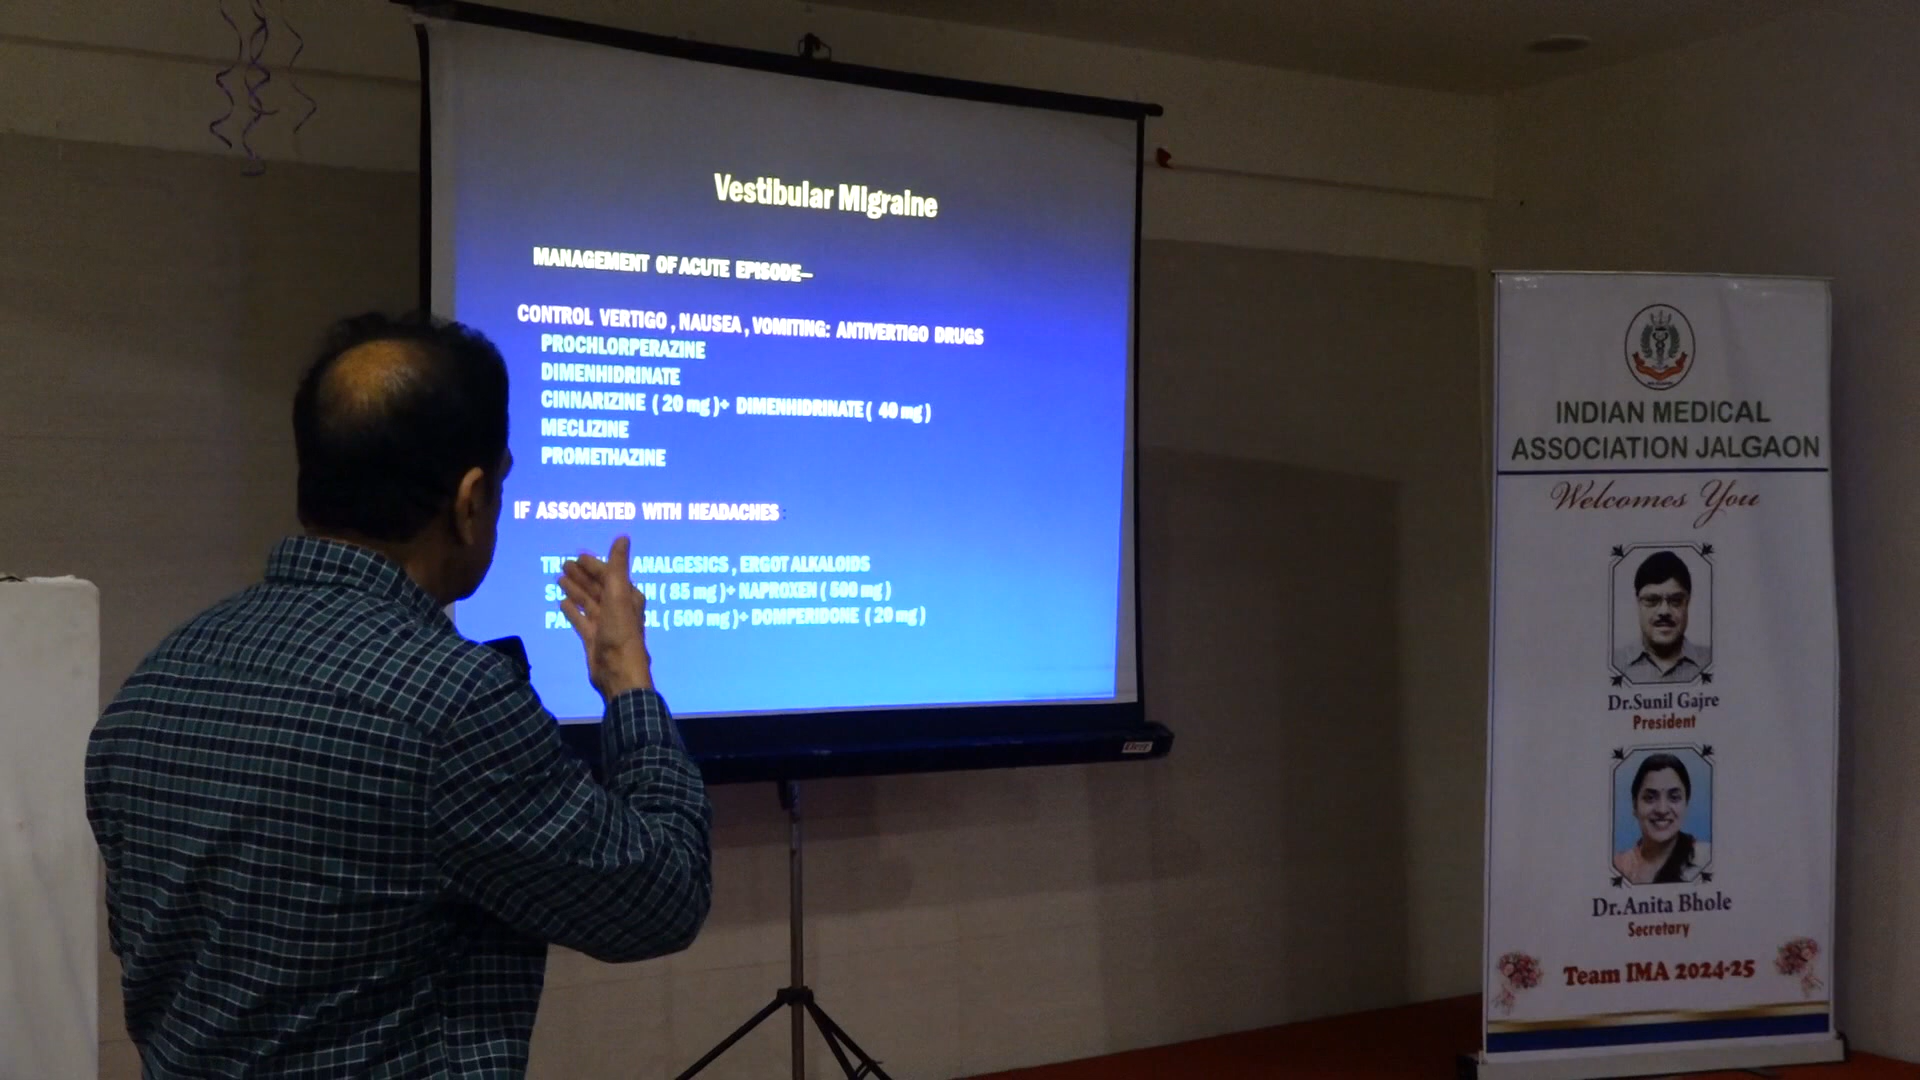 Vestibular Migraine
MANAGEMENT OF ACUTE EPISODE–
CONTROL VERTIGO , NAUSEA , VOMITING: ANTIVERTIGO DRUGS
PROCHLORPERAZINE
DIMENHIDRINATE
CINNARIZINE ( 20 mg )+ DIMENHIDRINATE ( 40 mg )
MECLIZINE
PROMETHAZINE
IF ASSOCIATED WITH HEADACHES :
ANALGESICS , ERGOT ALKALOIDS
( 85 mg )+ NAPROXEN ( 500 mg )
( 500 mg )+ DOMPERIDONE ( 20 mg )
INDIAN MEDICAL
ASSOCIATION JALGAON
Welcomes You
Dr.Sunil Gajre
President
Dr.Anita Bhole
Secretary
Team IMA 2024-25